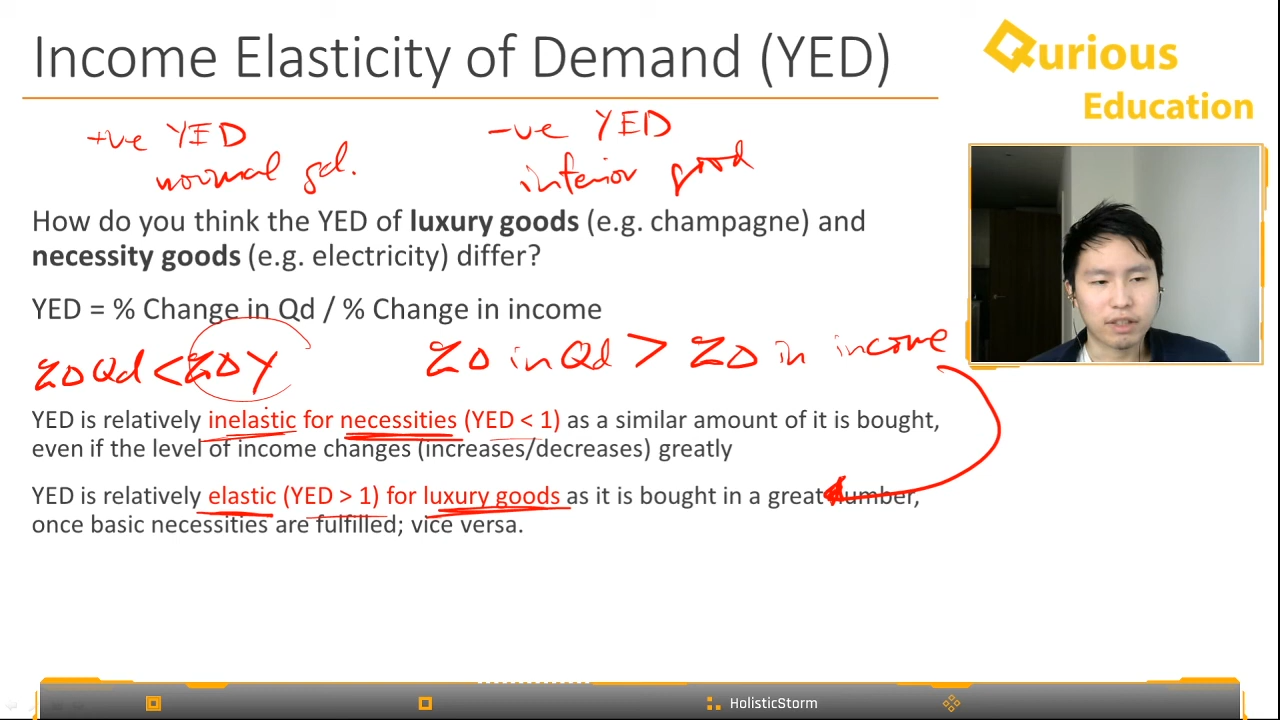 Income Elasticity of Demand (YED)
Qurious
Education
+ve YED
normal gd.
-ve YED
inferior good
How do you think the YED of luxury goods (e.g. champagne) and
necessity goods (e.g. electricity) differ?
YED = % Change in Qd / % Change in income
%Δ Qd < %Δ Y
%Δ in Qd > %Δ in income
YED is relatively inelastic for necessities (YED < 1) as a similar amount of it is bought,
even if the level of income changes (increases/decreases) greatly
YED is relatively elastic (YED > 1) for luxury goods as it is bought in a great number,
once basic necessities are fulfilled; vice versa.
HolisticStorm